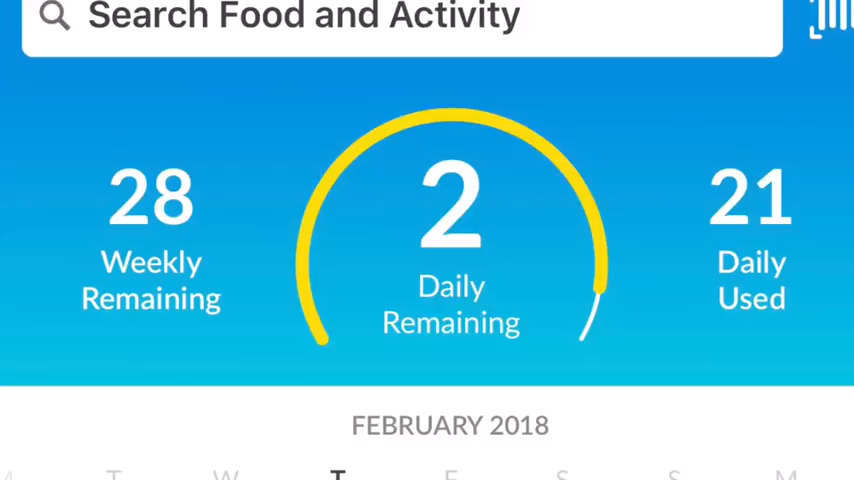 Search Food and Activity
28
Weekly
Remaining
2
Daily
Remaining
21
Daily
Used
FEBRUARY 2018
M T W T F S S M